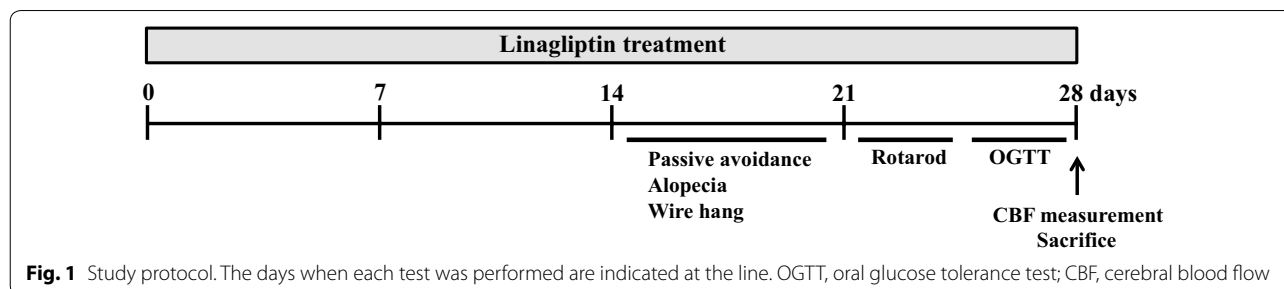 Linagliptin treatment
0 7 14 21 28 days
Passive avoidance Rotarod OGTT
Alopecia
Wire hang
CBF measurement
Sacrifice
Fig. 1 Study protocol. The days when each test was performed are indicated at the line. OGTT, oral glucose tolerance test; CBF, cerebral blood flow